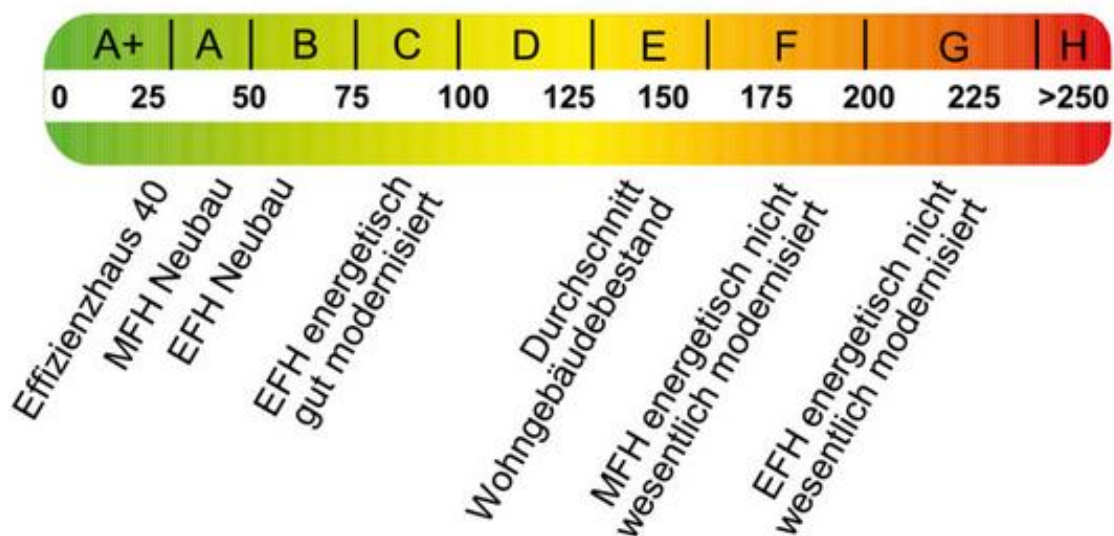 A+ | A | B | C | D | E | F | G | H
0 25 50 75 100 125 150 175 200 225 >250
Effizienzhaus 40
MFH Neubau
EFH Neubau
EFH energetisch
gut modernisiert
Durchschnitt
Wohngebäudebestand
MFH energetisch nicht
wesentlich modernisiert
EFH energetisch nicht
wesentlich modernisiert